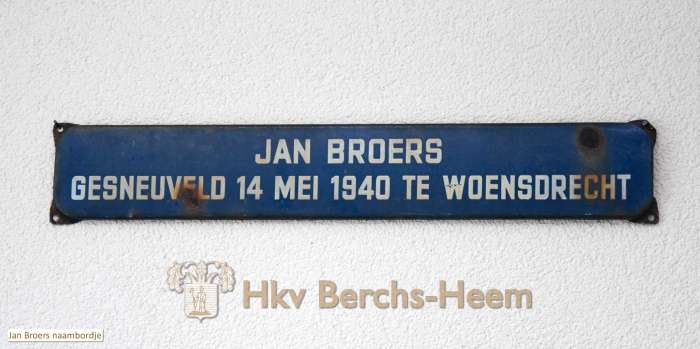 JAN BROERS
GESNEUVELD 14 MEI 1940 TE WOENSDRECHT
Hkv Berchs-Heem
Jan Broers naambordje